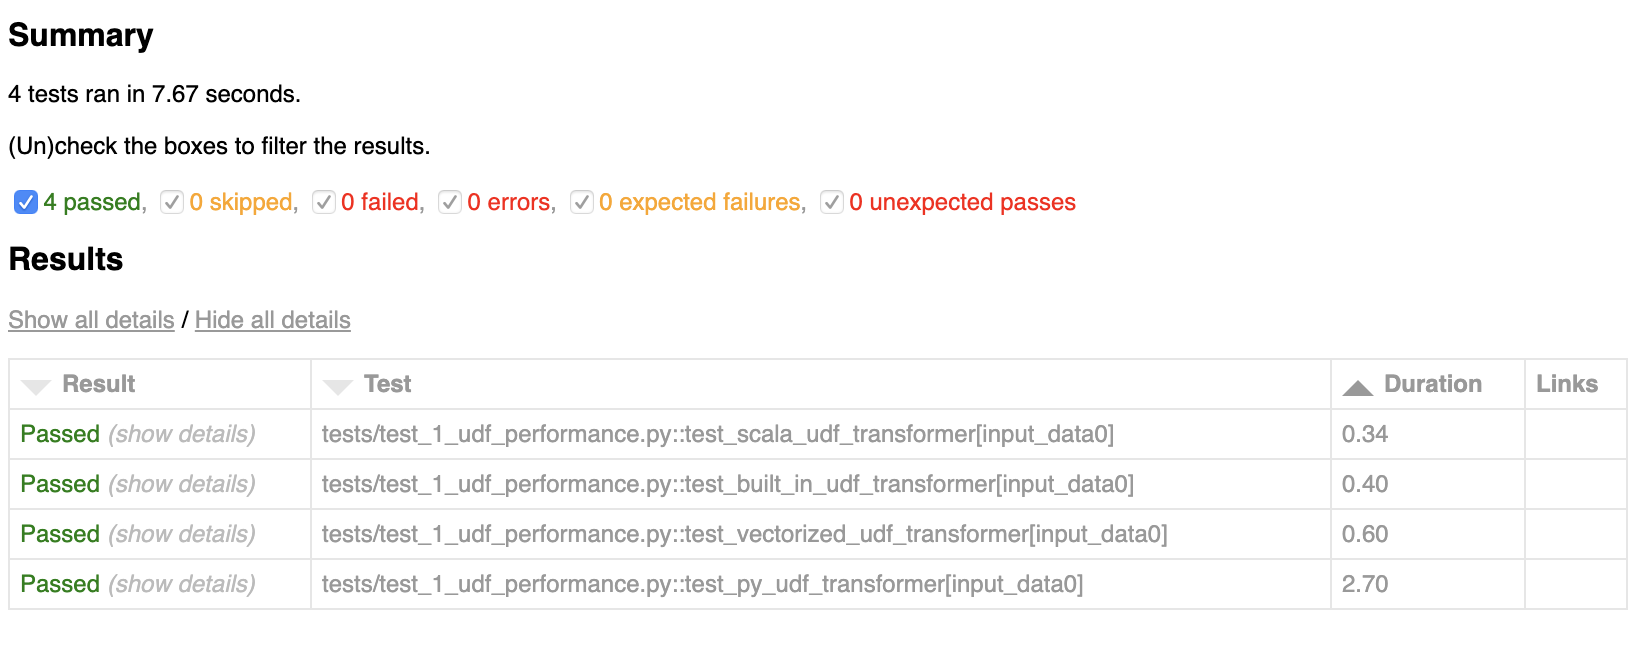 Summary
4 tests ran in 7.67 seconds.
(Un)check the boxes to filter the results.
4 passed, 0 skipped, 0 failed, 0 errors, 0 expected failures, 0 unexpected passes
Results
Show all details / Hide all details
Result Test Duration Links
Passed (show details) tests/test_1_udf_performance.py::test_scala_udf_transformer[input_data0] 0.34
Passed (show details) tests/test_1_udf_performance.py::test_built_in_udf_transformer[input_data0] 0.40
Passed (show details) tests/test_1_udf_performance.py::test_vectorized_udf_transformer[input_data0] 0.60
Passed (show details) tests/test_1_udf_performance.py::test_py_udf_transformer[input_data0] 2.70